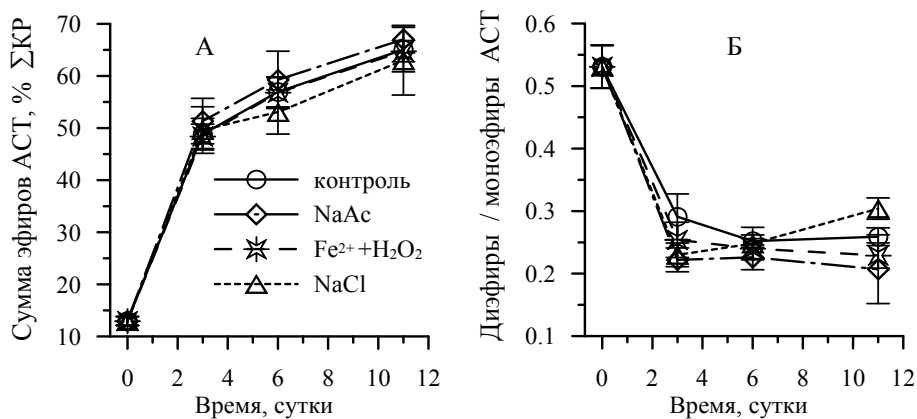 Сумма эфиров АСТ, % ∑КР
70
60
50
40
30
20
10
А
контроль
NaAc
Fe²⁺+H₂O₂
NaCl
0 2 4 6 8 10 12
Время, сутки
Диэфиры / моноэфиры АСТ
0.6
0.5
0.4
0.3
0.2
0.1
Б
0 2 4 6 8 10 12
Время, сутки